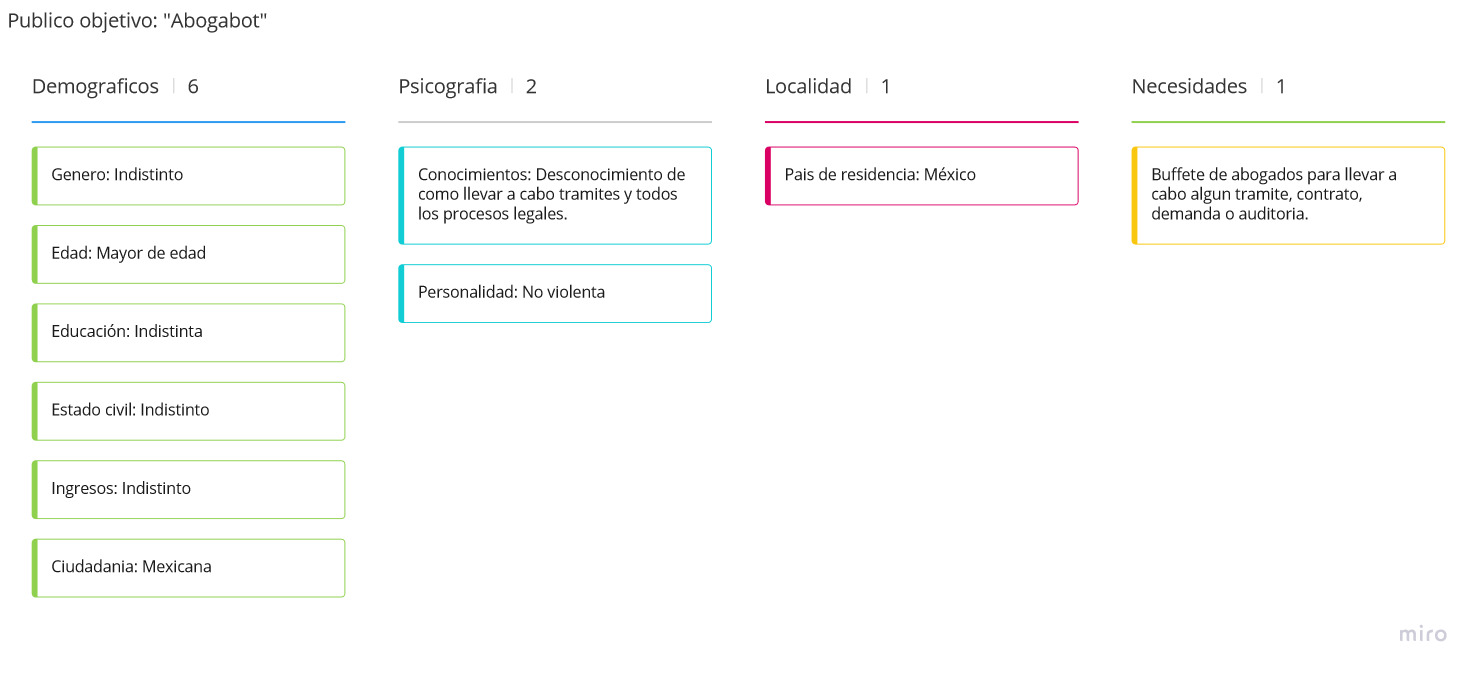 Publico objetivo: "Abogabot"
Demograficos | 6
Genero: Indistinto
Edad: Mayor de edad
Educación: Indistinta
Estado civil: Indistinto
Ingresos: Indistinto
Ciudadania: Mexicana
Psicografia | 2
Conocimientos: Desconocimiento de
como llevar a cabo tramites y todos
los procesos legales.
Personalidad: No violenta
Localidad | 1
Pais de residencia: México
Necesidades | 1
Buffete de abogados para llevar a
cabo algun tramite, contrato,
demanda o auditoria.
miro